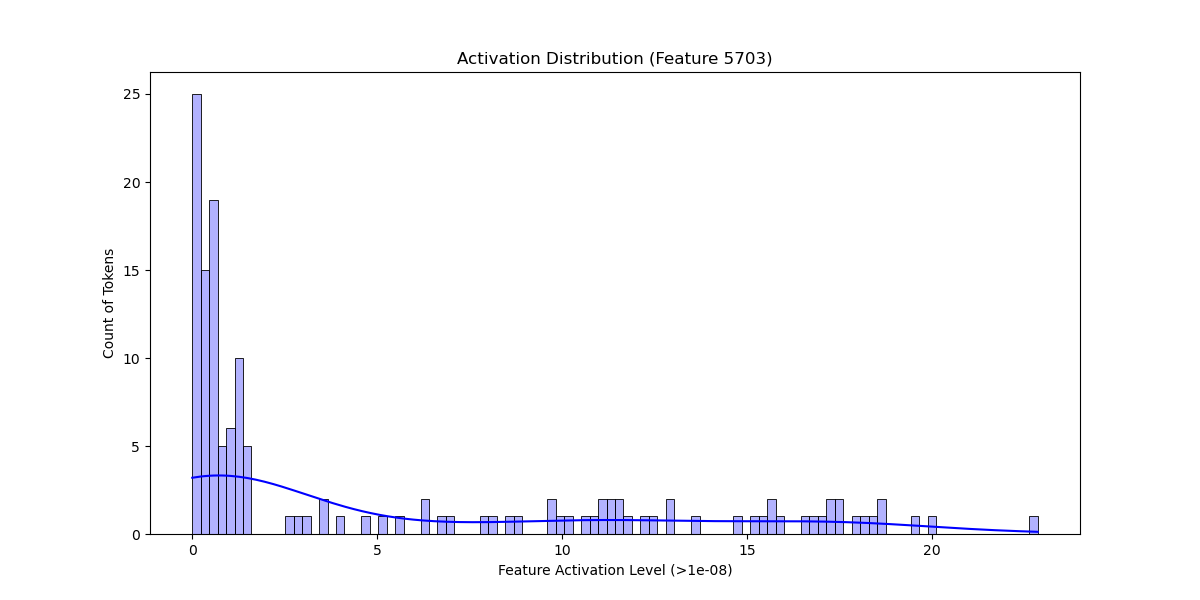 Activation Distribution (Feature 5703)
25
20
15
10
5
0
Count of Tokens
0 5 10 15 20
Feature Activation Level (>1e-08)